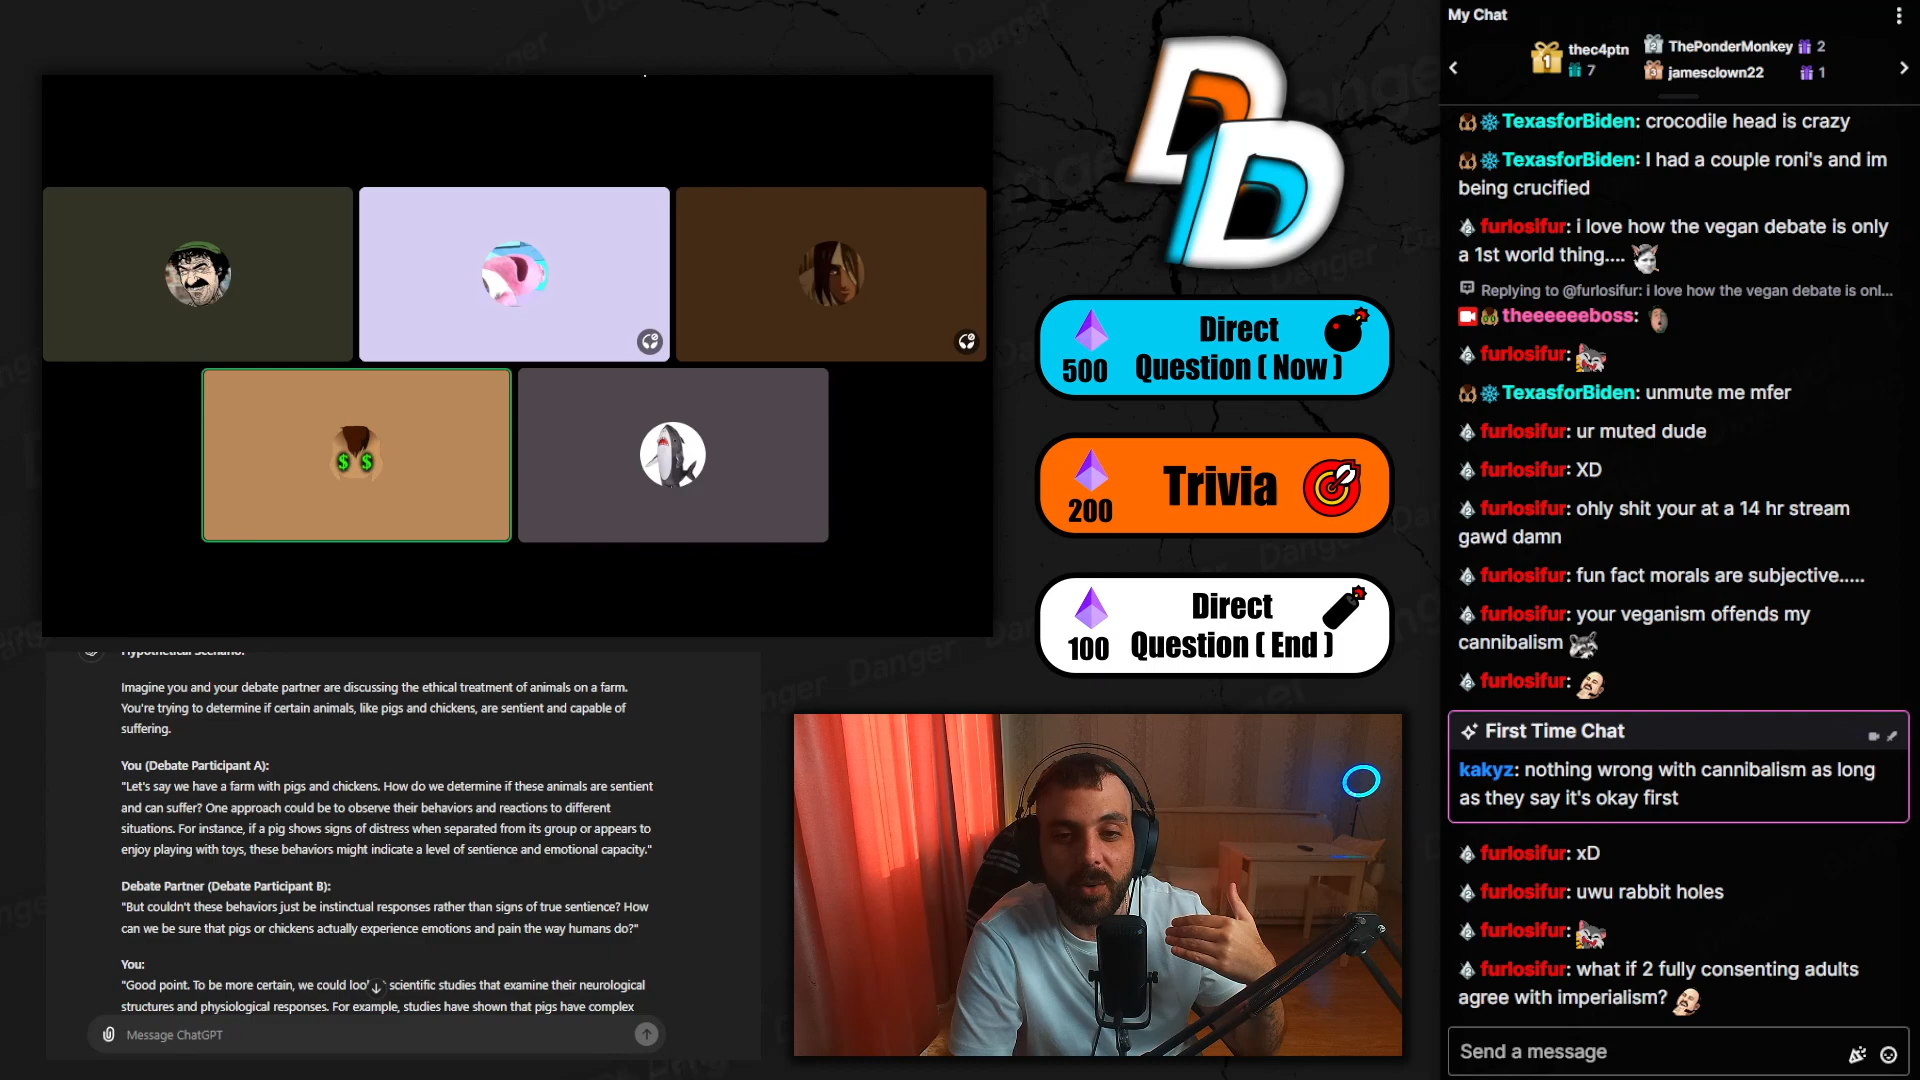 My Chat
thec4ptn
7
ThePonderMonkey 2
jamesclown22 1
TexasforBiden: crocodile head is crazy
TexasforBiden: I had a couple roni's and im
being crucified
furlosifur: i love how the vegan debate is only
a 1st world thing....
Replying to @furlosifur: i love how the vegan debate is onl...
theeeeeeboss:
furlosifur:
TexasforBiden: unmute me mfer
furlosifur: ur muted dude
furlosifur: XD
furlosifur: ohly shit your at a 14 hr stream
gawd damn
furlosifur: fun fact morals are subjective.....
furlosifur: your veganism offends my
cannibalism
furlosifur:
First Time Chat
kakyz: nothing wrong with cannibalism as long
as they say it's okay first
furlosifur: xD
furlosifur: uwu rabbit holes
furlosifur:
furlosifur: what if 2 fully consenting adults
agree with imperialism?
Send a message
DD
500
Direct
Question ( Now )
200
Trivia
100
Direct
Question ( End )
Hypothetical Scenario:
Imagine you and your debate partner are discussing the ethical treatment of animals on a farm.
You're trying to determine if certain animals, like pigs and chickens, are sentient and capable of
suffering.
You (Debate Participant A):
"Let's say we have a farm with pigs and chickens. How do we determine if these animals are sentient
and can suffer? One approach could be to observe their behaviors and reactions to different
situations. For instance, if a pig shows signs of distress when separated from its group or appears to
enjoy playing with toys, these behaviors might indicate a level of sentience and emotional capacity."
Debate Partner (Debate Participant B):
"But couldn't these behaviors just be instinctual responses rather than signs of true sentience? How
can we be sure that pigs or chickens actually experience emotions and pain the way humans do?"
You:
"Good point. To be more certain, we could scientific studies that examine their neurological
structures and physiological responses. For example, studies have shown that pigs have complex
Message ChatGPT